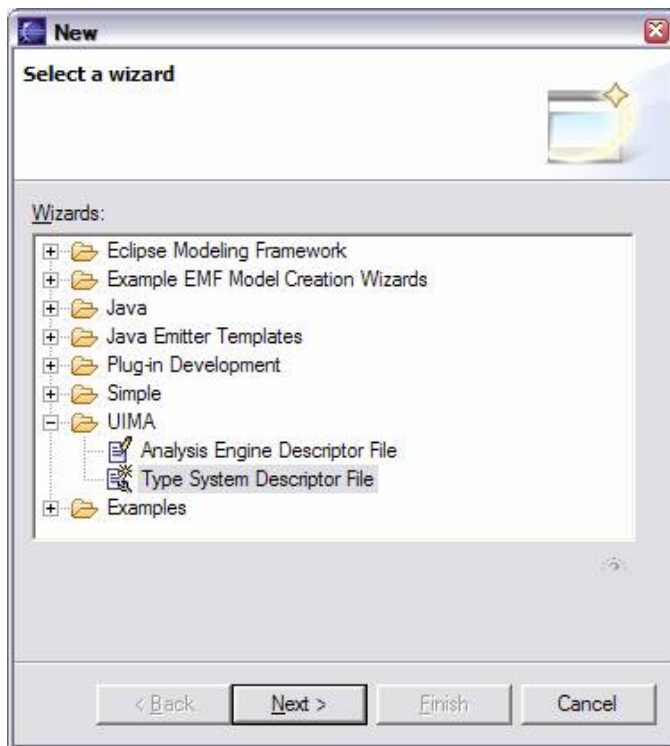 New
Select a wizard
Wizards:
Eclipse Modeling Framework
Example EMF Model Creation Wizards
Java
Java Emitter Templates
Plug-in Development
Simple
UIMA
Analysis Engine Descriptor File
Type System Descriptor File
Examples
< Back Next > Finish Cancel